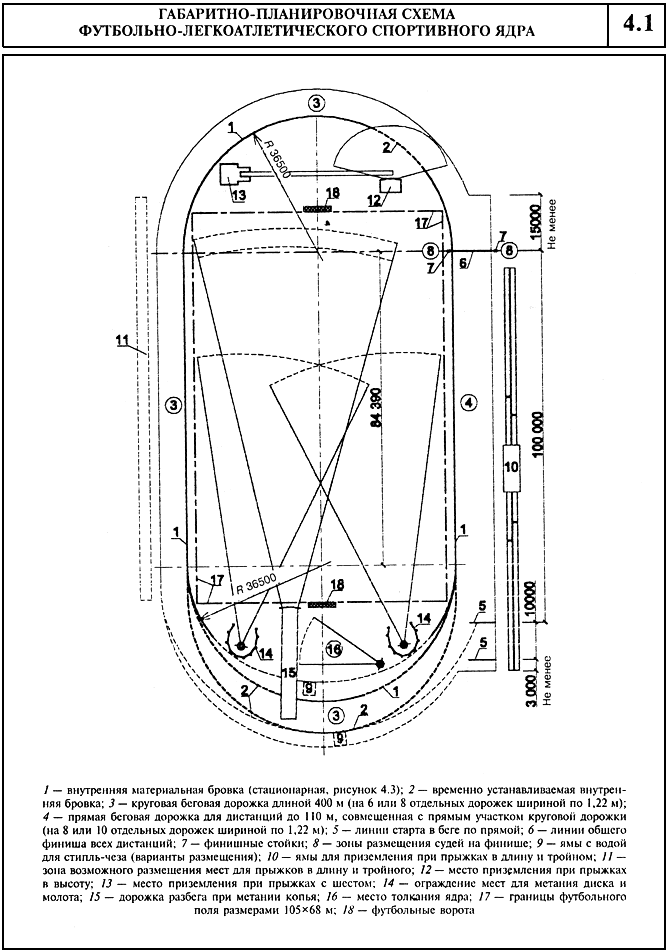 ГАБАРИТНО-ПЛАНИРОВОЧНАЯ СХЕМА
ФУТБОЛЬНО-ЛЕГКОАТЛЕТИЧЕСКОГО СПОРТИВНОГО ЯДРА
4.1
3
1
2
R 36500
13
18
12
17
15000
Не менее
8
7
8
7
6
11
3
84 390
4
100 000
10
1
1
17
R 36500
18
10000
5
14
14
16
5
15
9
1
3 000
Не менее
2
3
2
9
1 — внутренняя материальная бровка (стационарная, рисунок 4.3); 2 — временно устанавливаемая внутрен-
няя бровка; 3 — круговая беговая дорожка длиной 400 м (на 6 или 8 отдельных дорожек шириной по 1,22 м);
4 — прямая беговая дорожка для дистанций до 110 м, совмещенная с прямым участком круговой дорожки
(на 8 или 10 отдельных дорожек шириной по 1,22 м); 5 — линии старта в беге по прямой; 6 — линии общего
финиша всех дистанций; 7 — финишные стойки; 8 — зоны размещения судей на финише; 9 — ямы с водой
для стипль-чеза (варианты размещения); 10 — ямы для приземления при прыжках в длину и тройном; 11 —
зона возможного размещения мест для прыжков в длину и тройного; 12 — место приземления при прыжках
в высоту; 13 — место приземления при прыжках с шестом; 14 — ограждение мест для метания диска и
молота; 15 — дорожка разбега при метании копья; 16 — место толкания ядра; 17 — границы футбольного
поля размерами 105×68 м; 18 — футбольные ворота